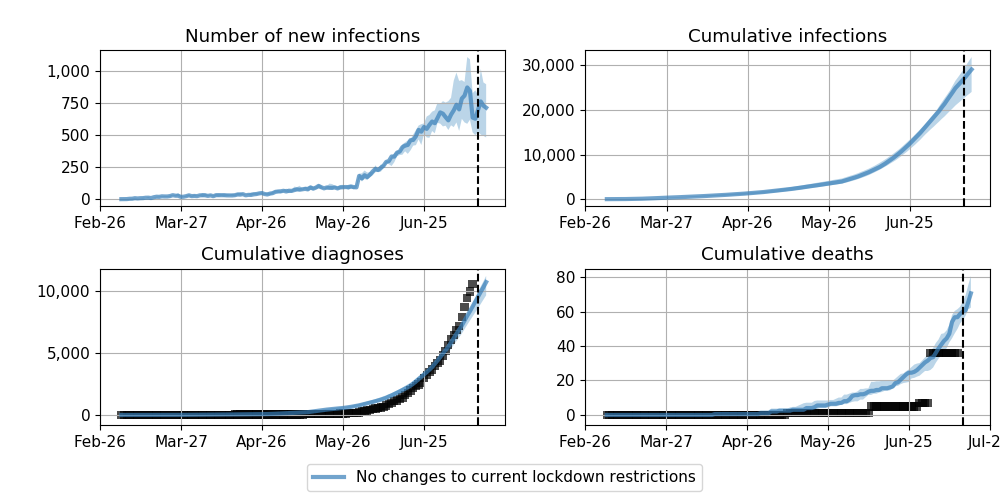 Number of new infections
1,000
750
500
250
0
Feb-26 Mar-27 Apr-26 May-26 Jun-25
Cumulative infections
30,000
20,000
10,000
0
Feb-26 Mar-27 Apr-26 May-26 Jun-25
Cumulative diagnoses
10,000
5,000
0
Feb-26 Mar-27 Apr-26 May-26 Jun-25
Cumulative deaths
80
60
40
20
0
Feb-26 Mar-27 Apr-26 May-26 Jun-25 Jul-2
No changes to current lockdown restrictions